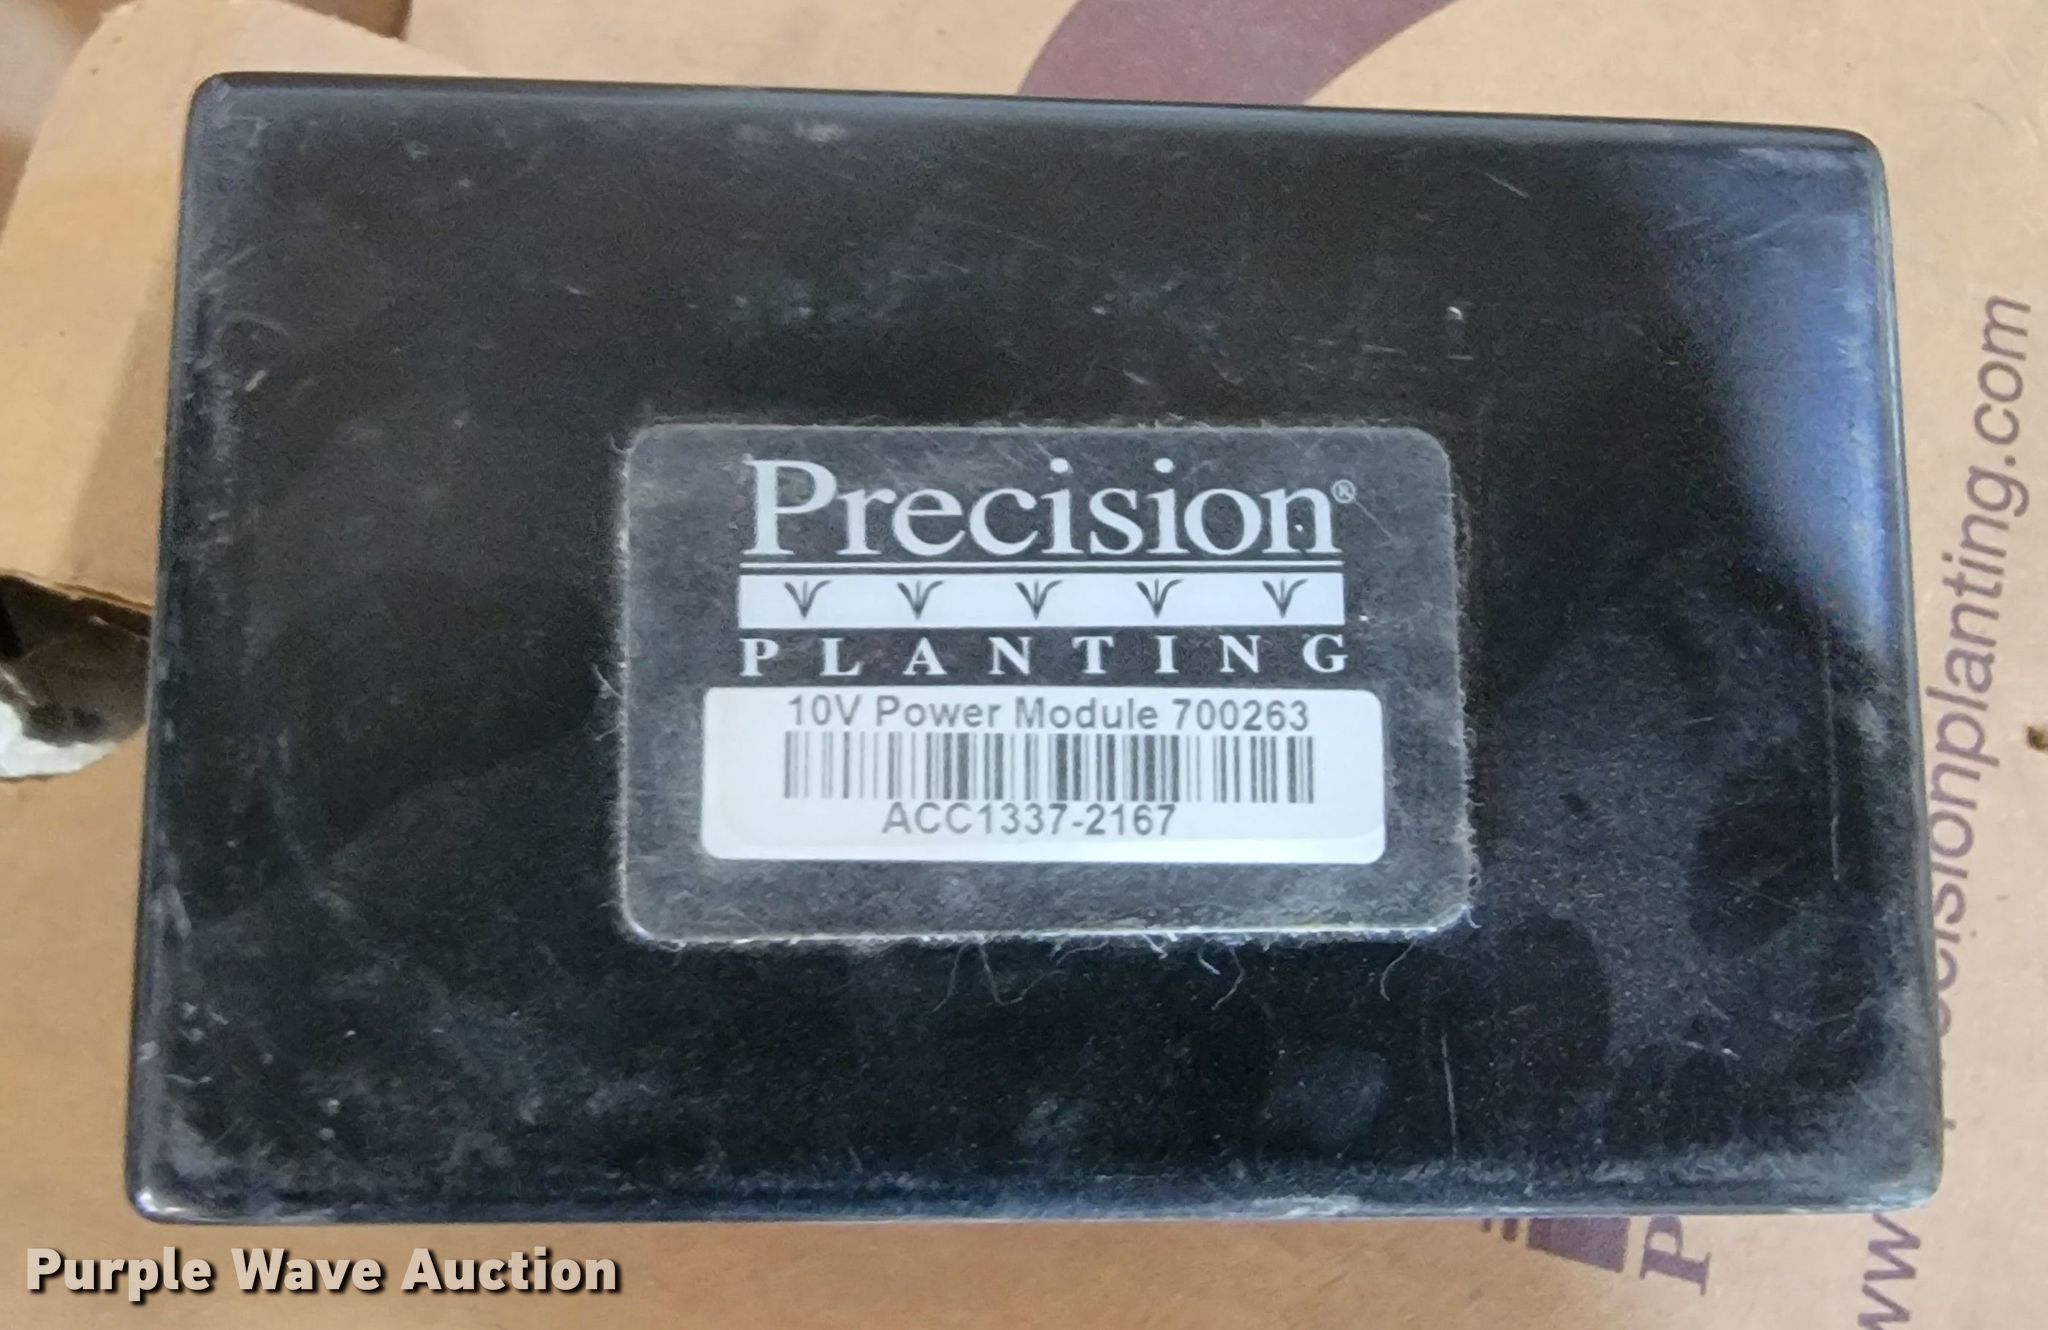 Precision®
PLANTING
10V Power Module 700263
ACC1337-2167
Purple Wave Auction
precisionplanting.com